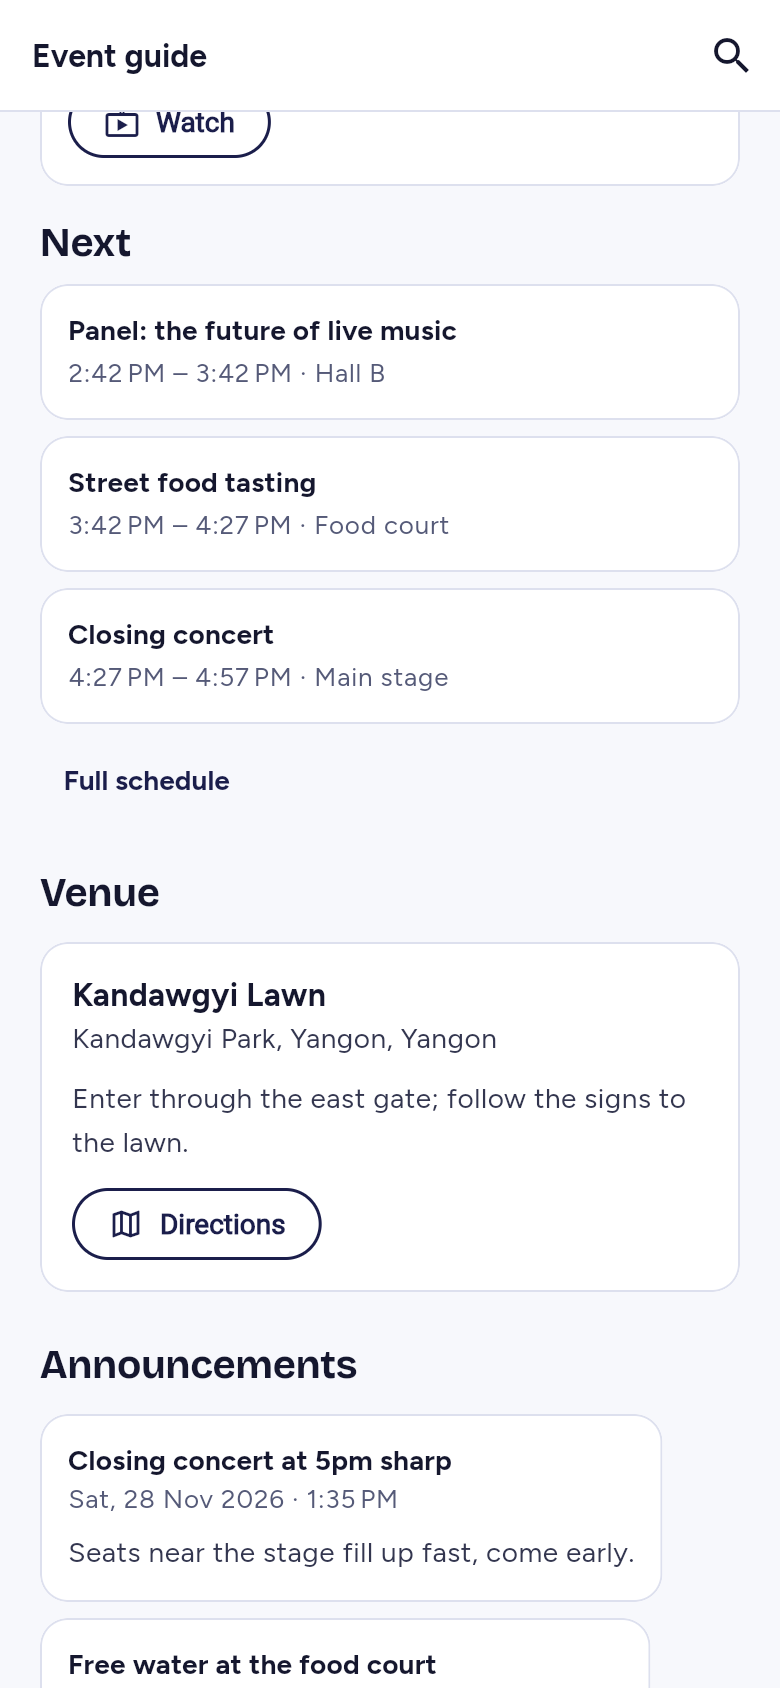 Event guide
Watch
Next
Panel: the future of live music
2:42 PM – 3:42 PM · Hall B
Street food tasting
3:42 PM – 4:27 PM · Food court
Closing concert
4:27 PM – 4:57 PM · Main stage
Full schedule
Venue
Kandawgyi Lawn
Kandawgyi Park, Yangon, Yangon
Enter through the east gate; follow the signs to
the lawn.
Directions
Announcements
Closing concert at 5pm sharp
Sat, 28 Nov 2026 · 1:35 PM
Seats near the stage fill up fast, come early.
Free water at the food court